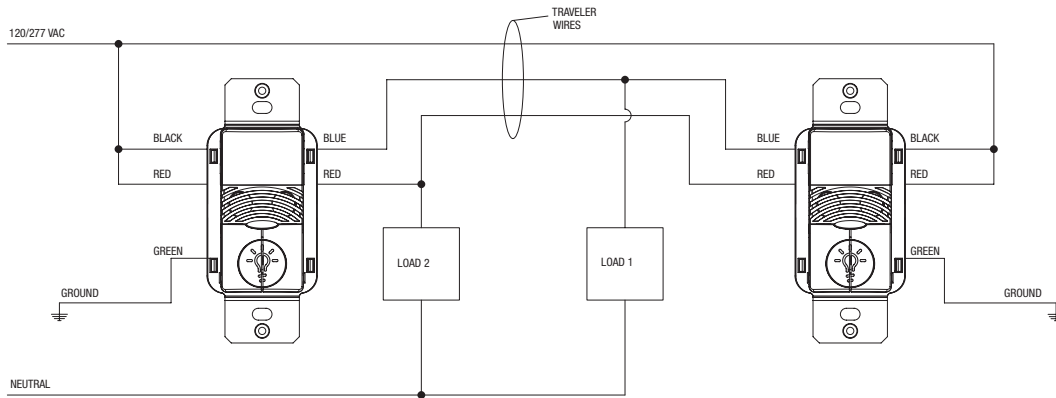 TRAVELER
WIRES
120/277 VAC
BLACK
BLUE
BLUE
BLACK
RED
RED
RED
RED
GREEN
GREEN
LOAD 2
LOAD 1
GROUND
GROUND
NEUTRAL